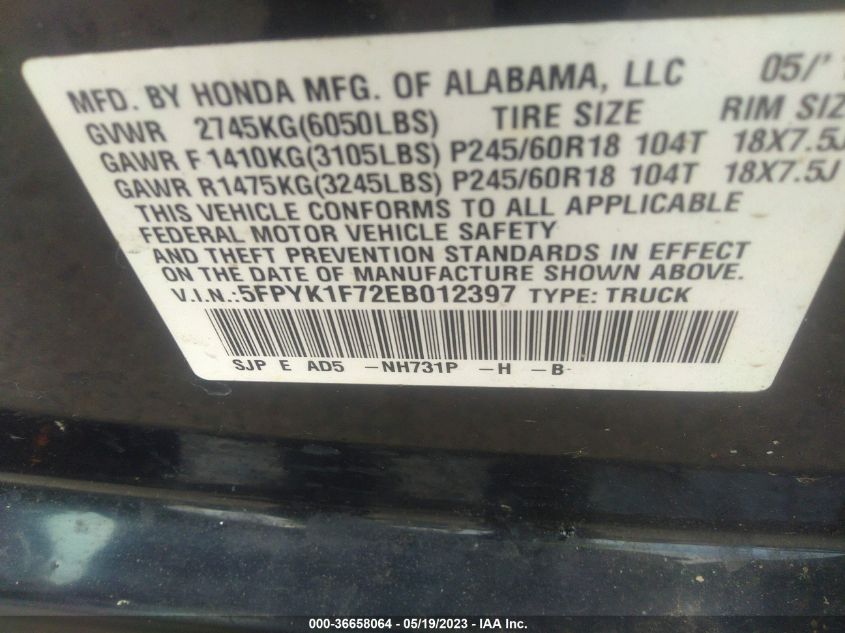 MFD. BY HONDA MFG. OF ALABAMA, LLC 05/'
GVWR 2745KG(6050LBS) TIRE SIZE RIM SIZ
GAWR F 1410KG(3105LBS) P245/60R18 104T 18X7.5J
GAWR R1475KG(3245LBS) P245/60R18 104T 18X7.5J
THIS VEHICLE CONFORMS TO ALL APPLICABLE
FEDERAL MOTOR VEHICLE SAFETY
AND THEFT PREVENTION STANDARDS IN EFFECT
ON THE DATE OF MANUFACTURE SHOWN ABOVE.
V.I.N.:5FPYK1F72EB012397 TYPE: TRUCK
SJP E AD5 -NH731P -H -B
000-36658064 - 05/19/2023 - IAA Inc.